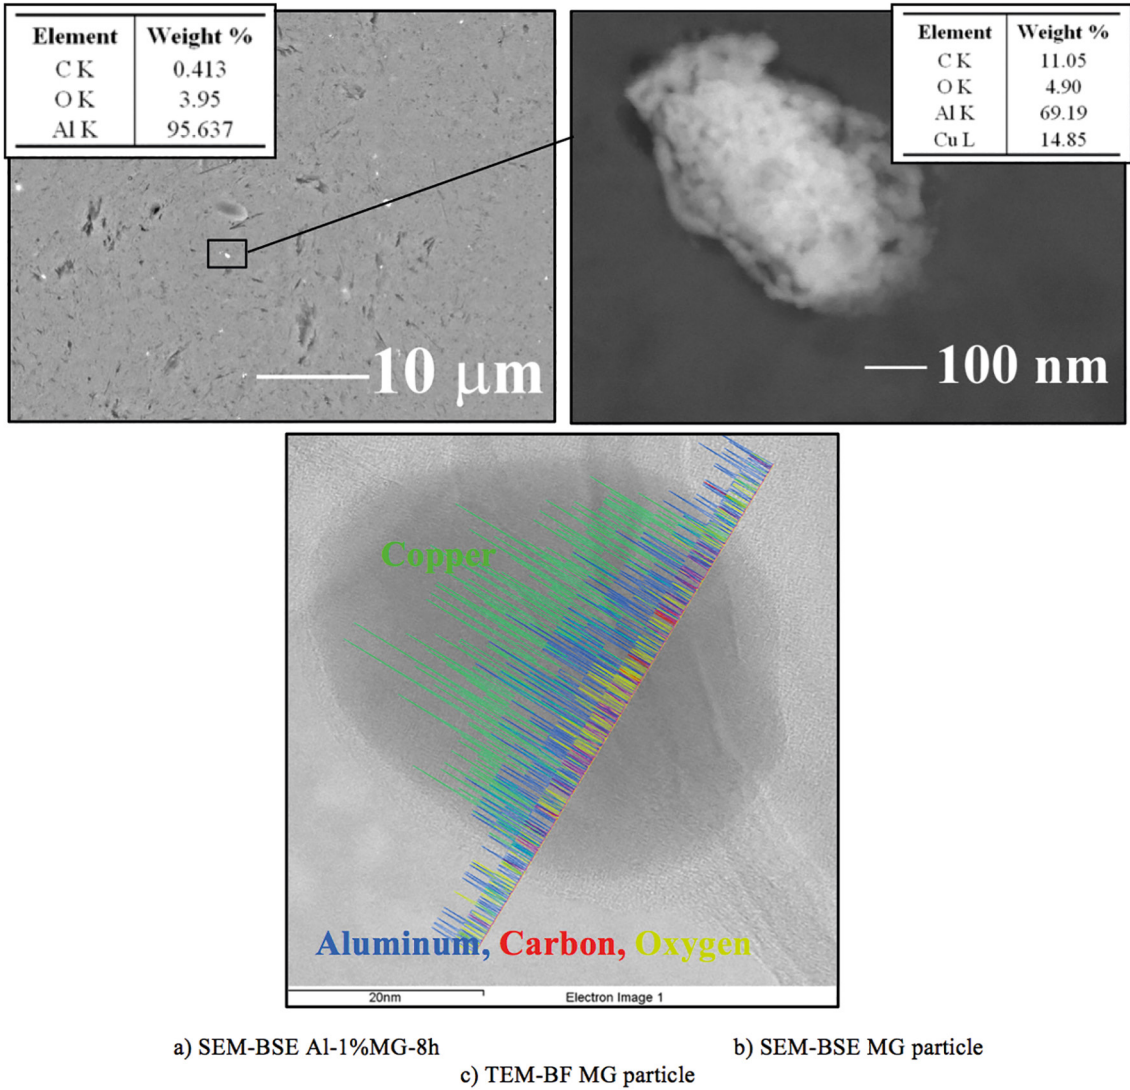 Element Weight %
C K 0.413
O K 3.95
Al K 95.637
10 μm
Element Weight %
C K 11.05
O K 4.90
Al K 69.19
Cu L 14.85
100 nm
Copper
Aluminum, Carbon, Oxygen
20nm Electron Image 1
a) SEM-BSE Al-1%MG-8h b) SEM-BSE MG particle
c) TEM-BF MG particle